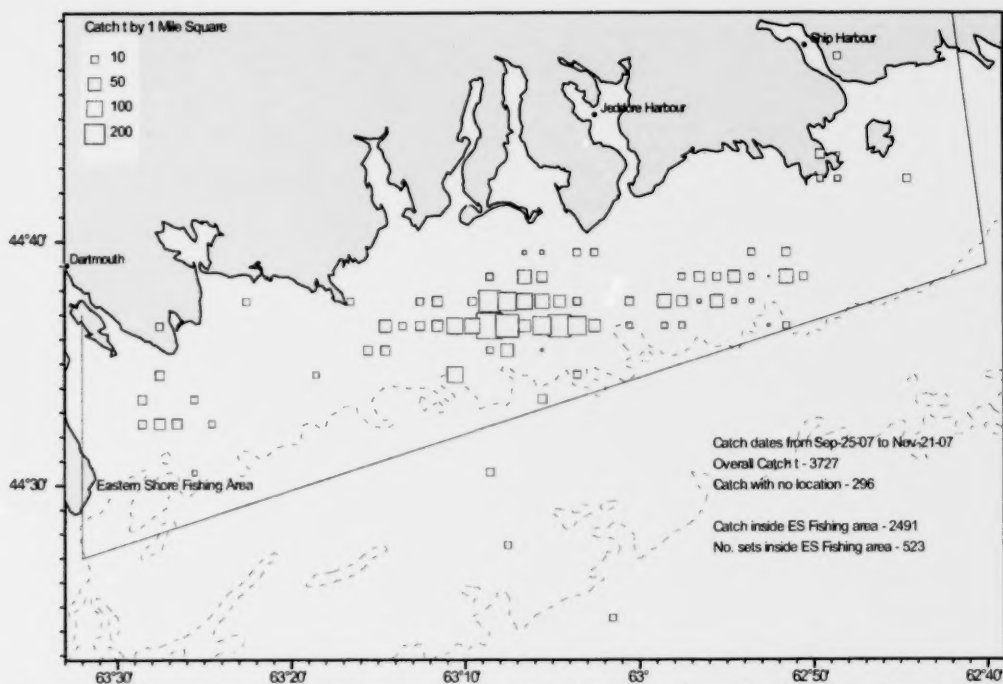 Catch t by 1 Mile Square
10
50
100
200
Ship Harbour
Jeddore Harbour
Dartmouth
44°40'
44°30'
Eastern Shore Fishing Area
Catch dates from Sep-25-07 to Nov-21-07
Overall Catch t - 3727
Catch with no location - 296
Catch inside ES Fishing area - 2491
No. sets inside ES Fishing area - 523
63°30'
63°20'
63°10'
63°
62°50'
62°40'